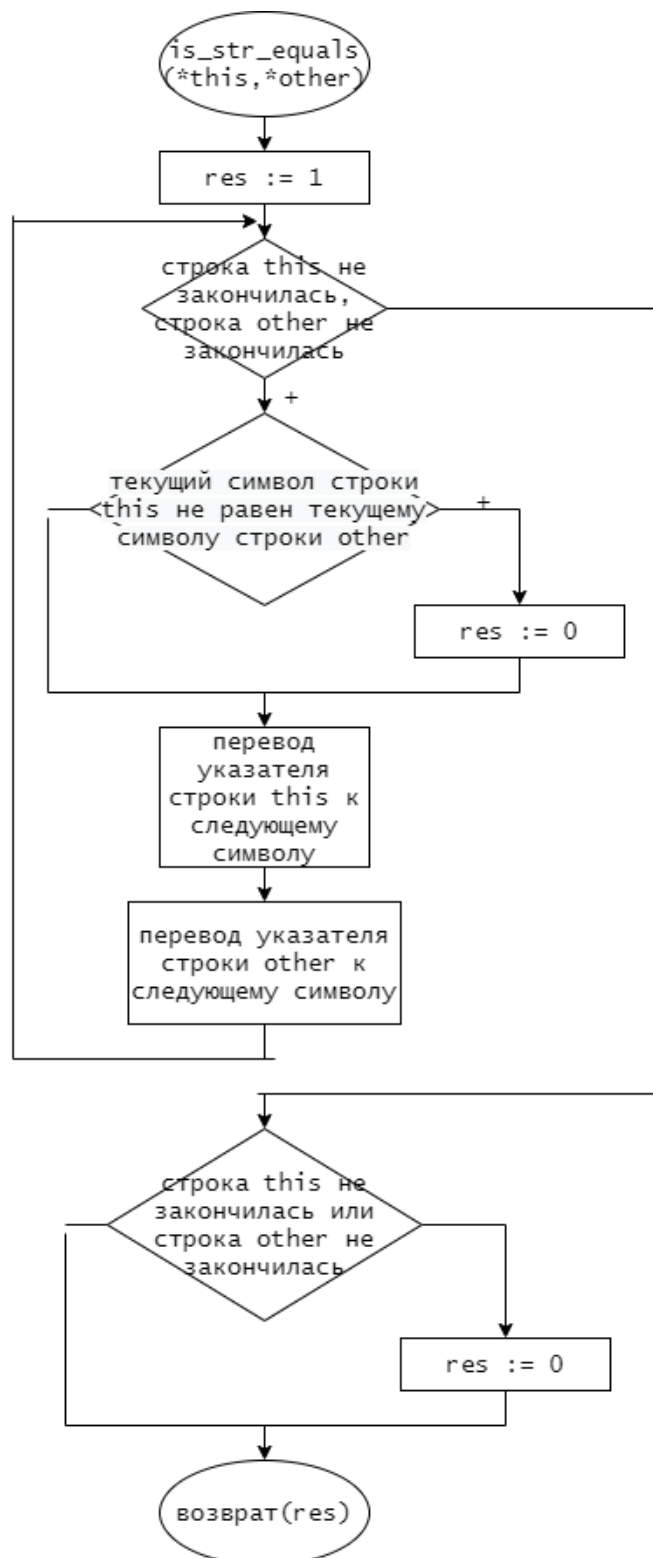 is_str_equals
(*this,*other)
res := 1
строка this не
закончилась,
строка other не
закончилась
+
текущий символ строки
this не равен текущему
символу строки other
+
res := 0
перевод
указателя
строки this к
следующему
символу
перевод указателя
строки other к
следующему символу
строка this не
закончилась или
строка other не
закончилась
res := 0
возврат(res)